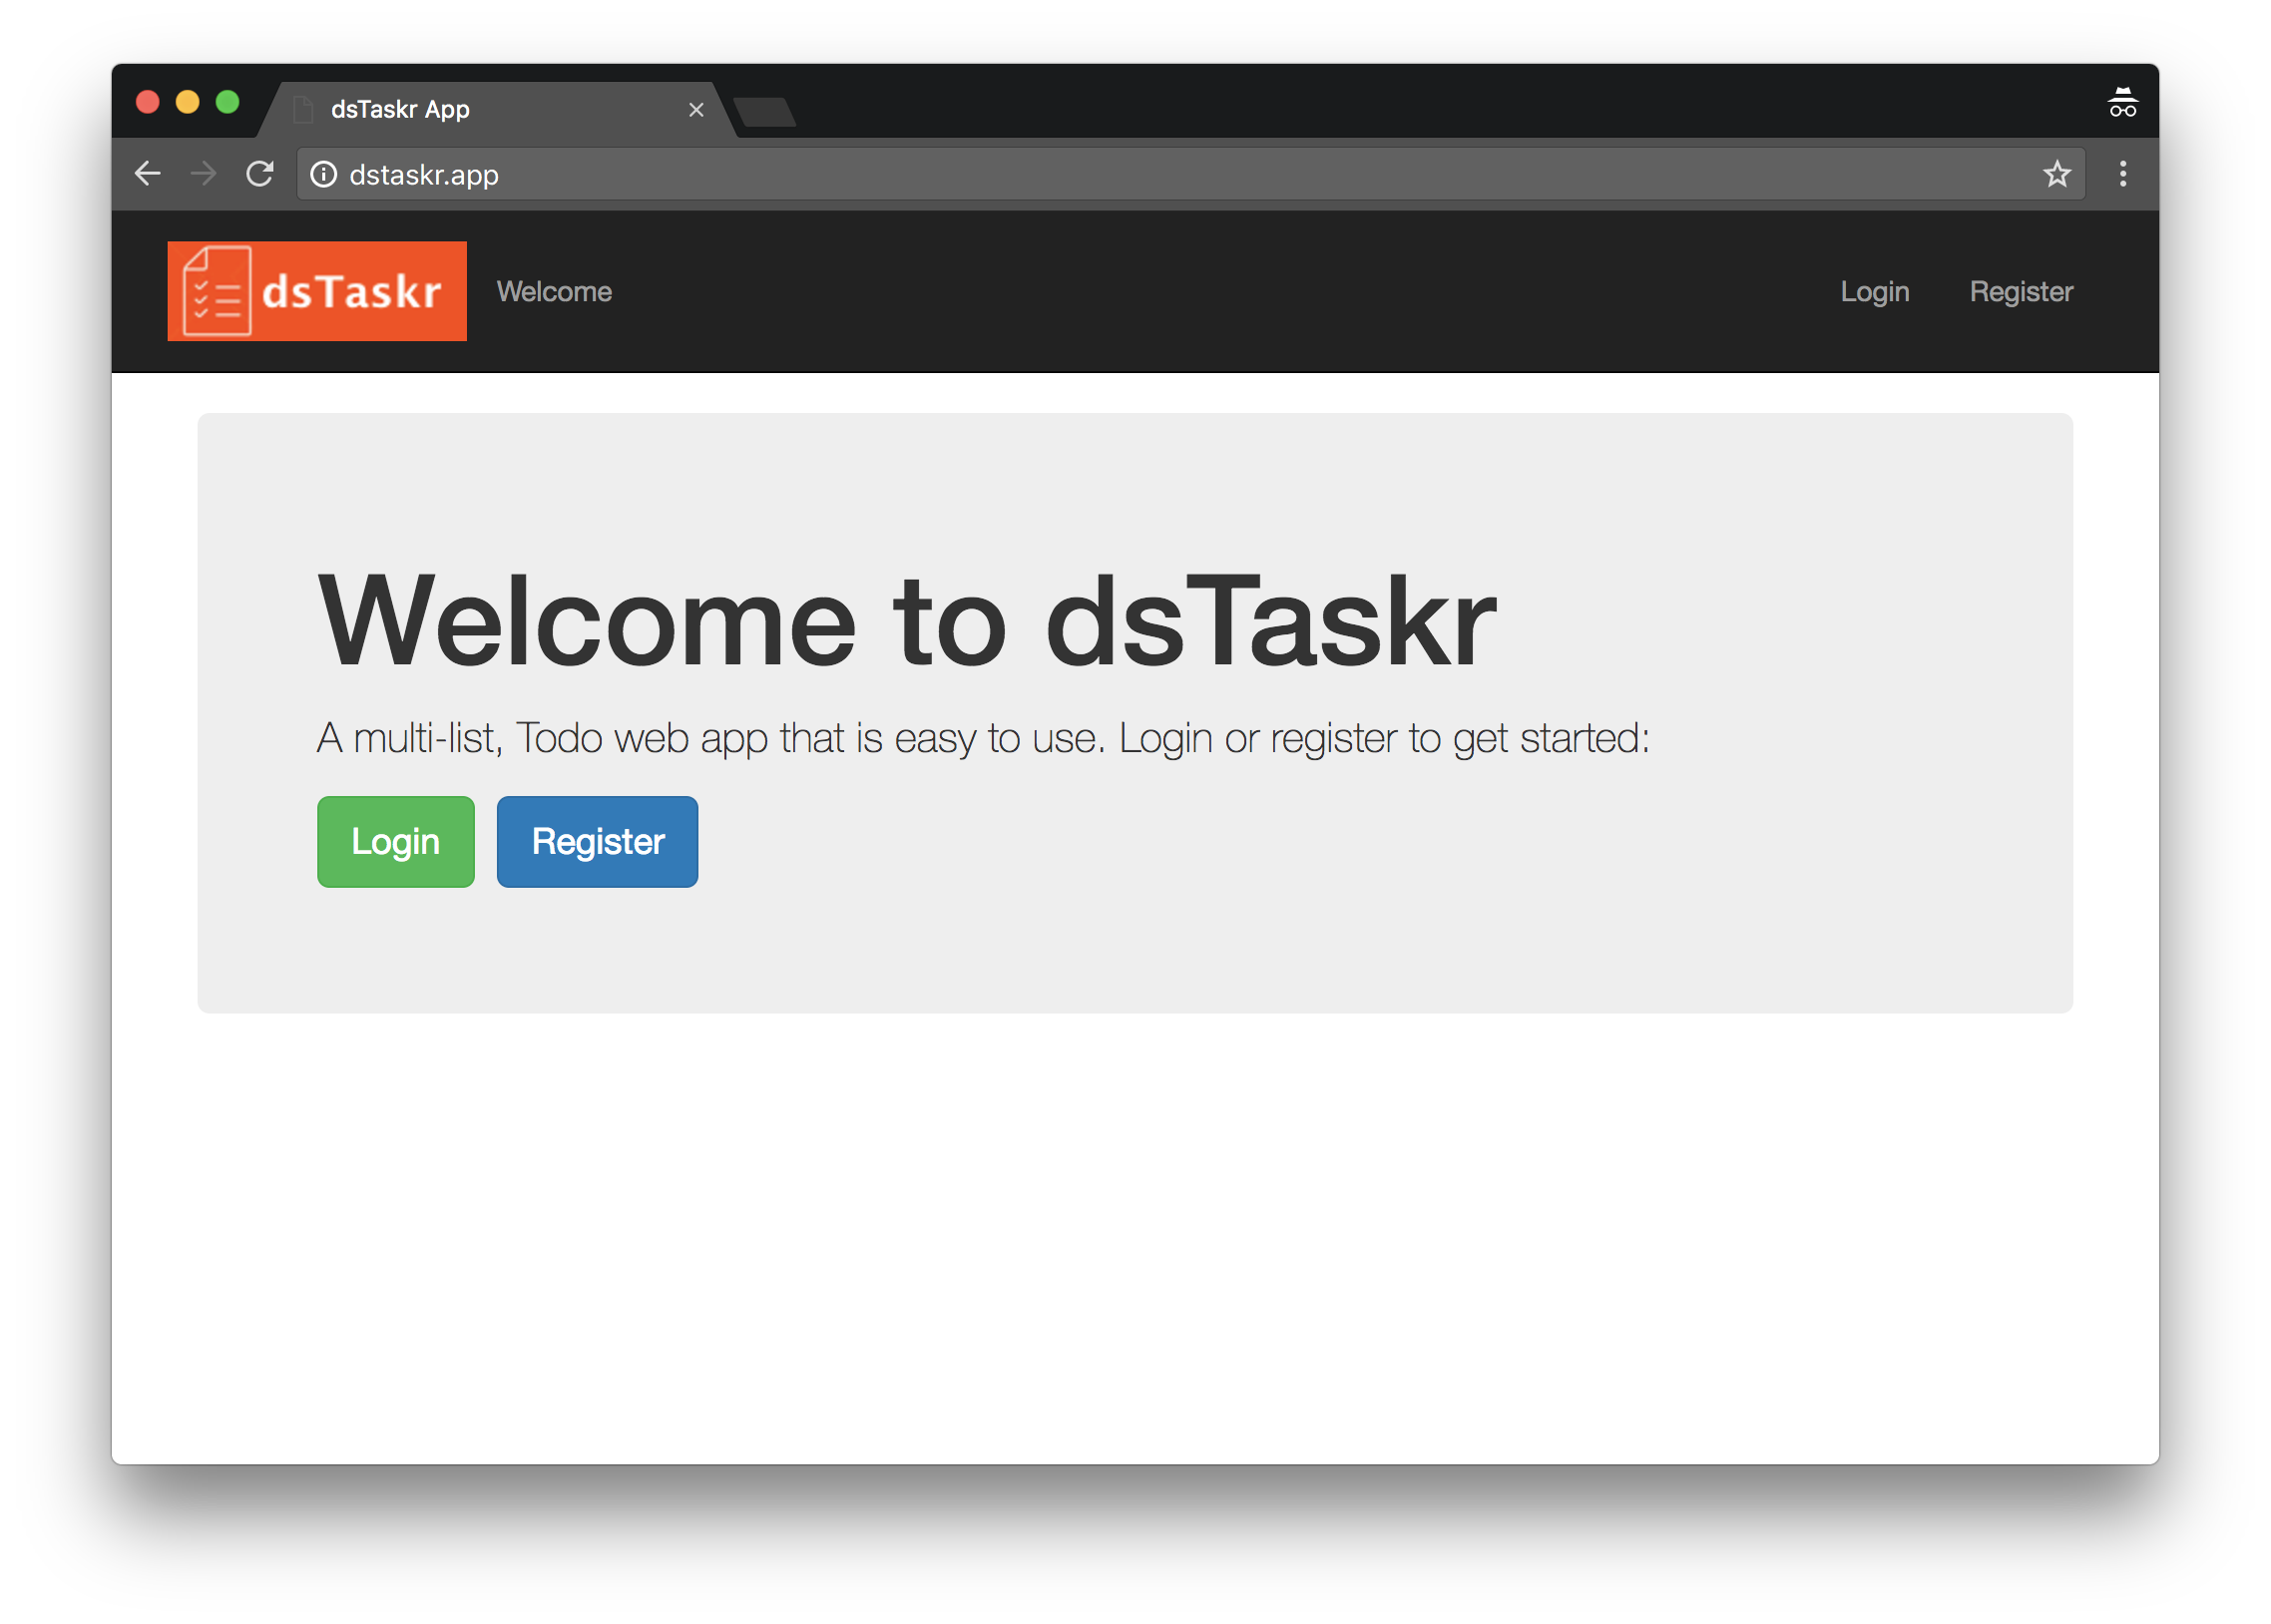 dsTaskr App
dstaskr.app
dsTaskr Welcome Login Register
Welcome to dsTaskr
A multi-list, Todo web app that is easy to use. Login or register to get started:
Login Register